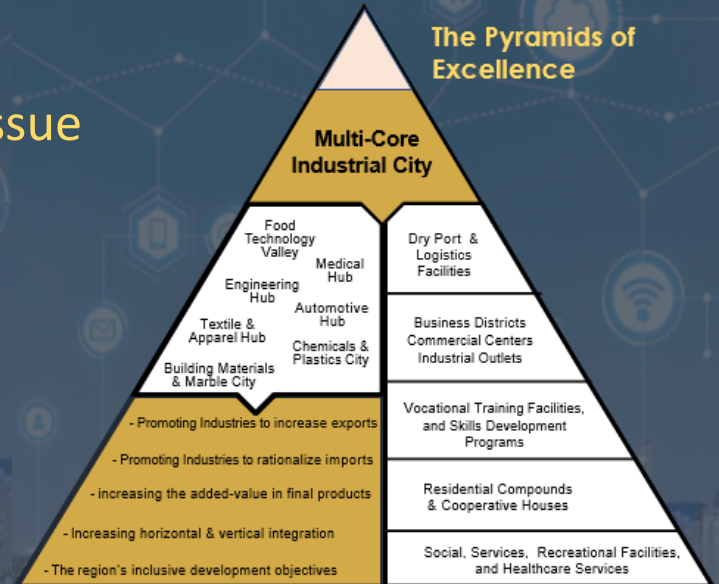 The Pyramids of
Excellence
ssue
Multi-Core
Industrial City
Food
Technology
Valley
Medical
Hub
Engineering
Hub
Automotive
Hub
Textile &
Apparel Hub
Chemicals &
Plastics City
Building Materials
& Marble City
Dry Port &
Logistics
Facilities
Business Districts
Commercial Centers
Industrial Outlets
Vocational Training Facilities,
and Skills Development
Programs
Residential Compounds
& Cooperative Houses
Social, Services, Recreational Facilities,
and Healthcare Services
- Promoting Industries to increase exports
- Promoting Industries to rationalize imports
- increasing the added-value in final products
- Increasing horizontal & vertical integration
- The region's inclusive development objectives